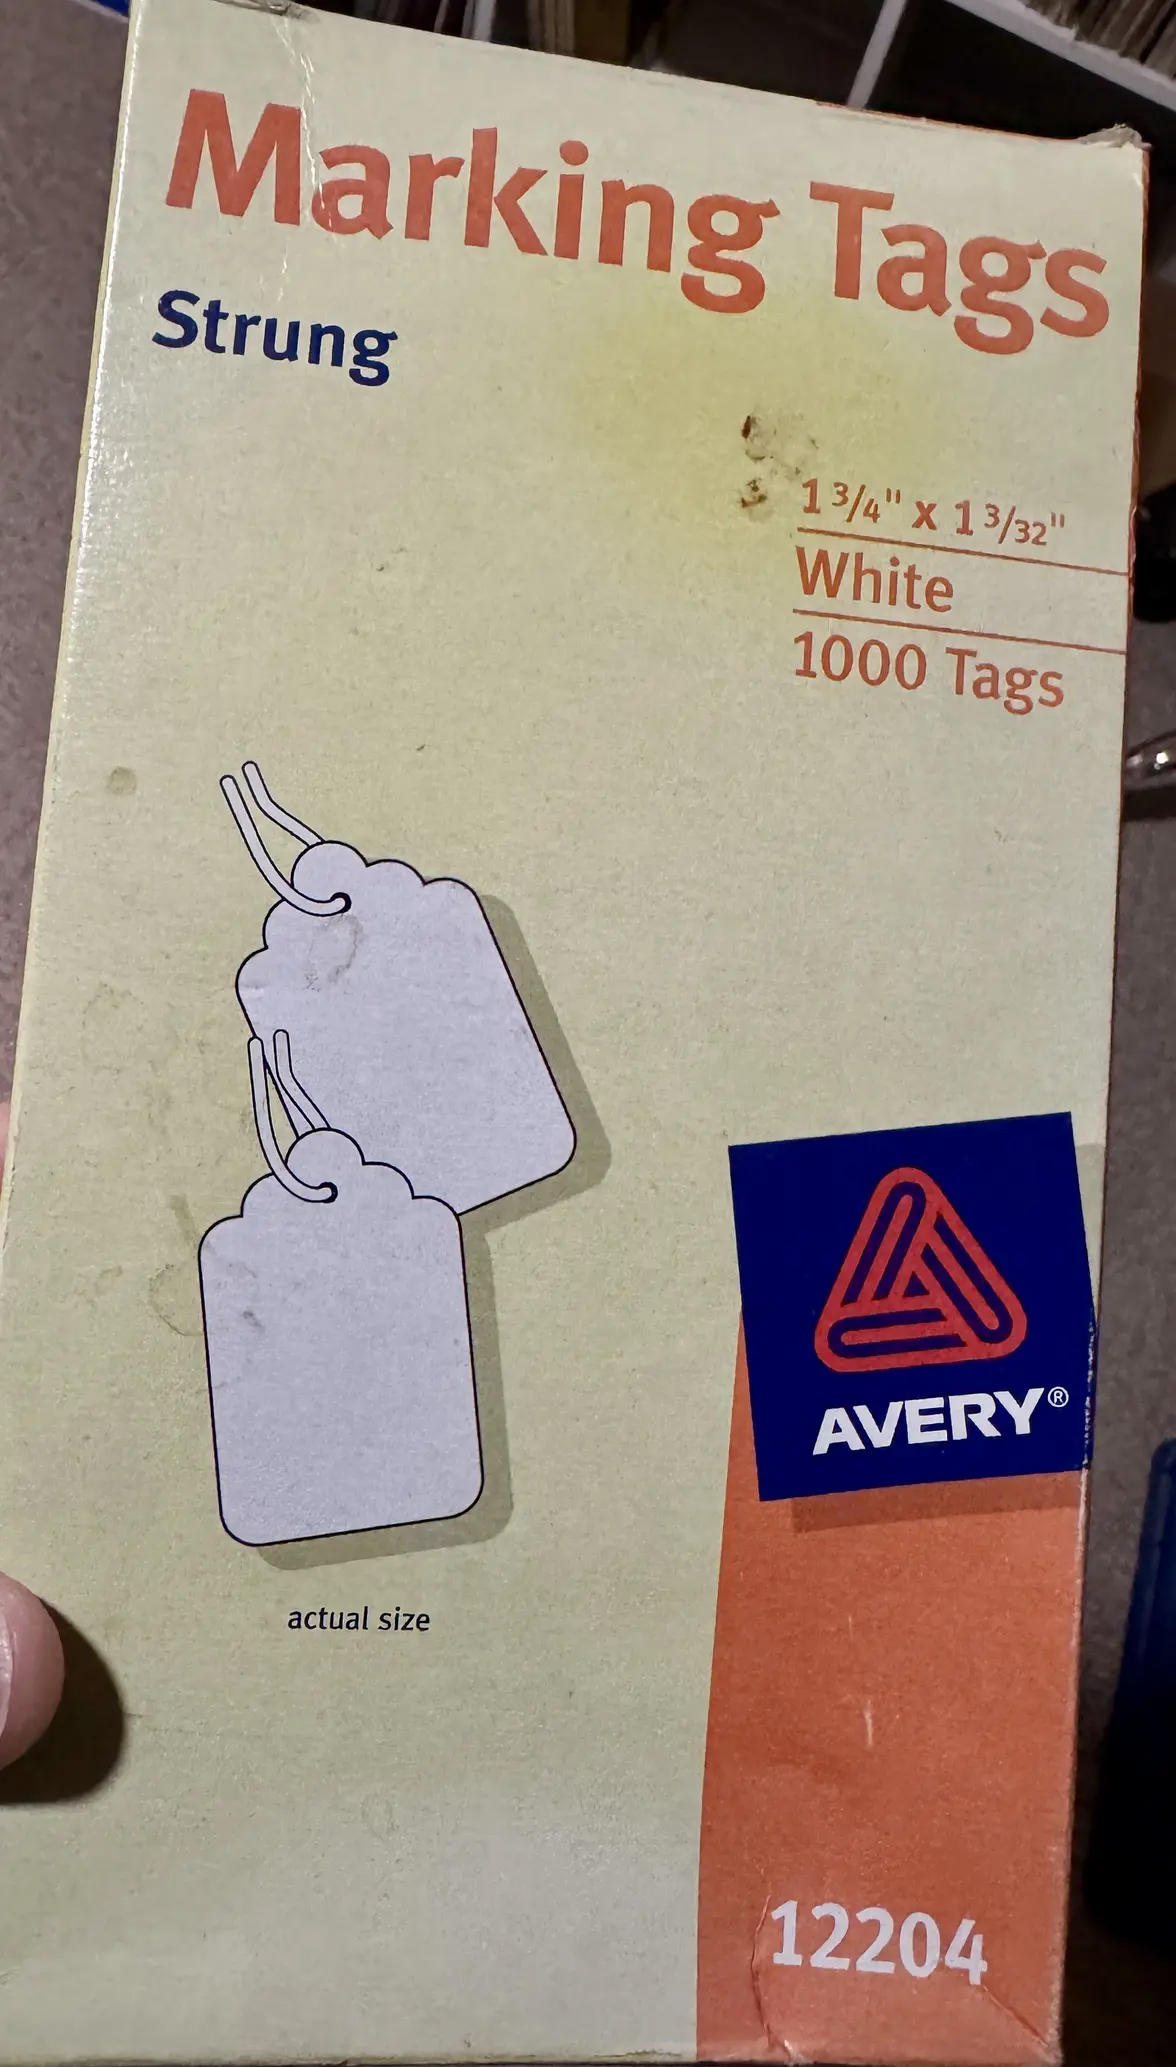 Marking Tags
Strung
1 3/4" x 1 3/32"
White
1000 Tags
actual size
AVERY®
12204